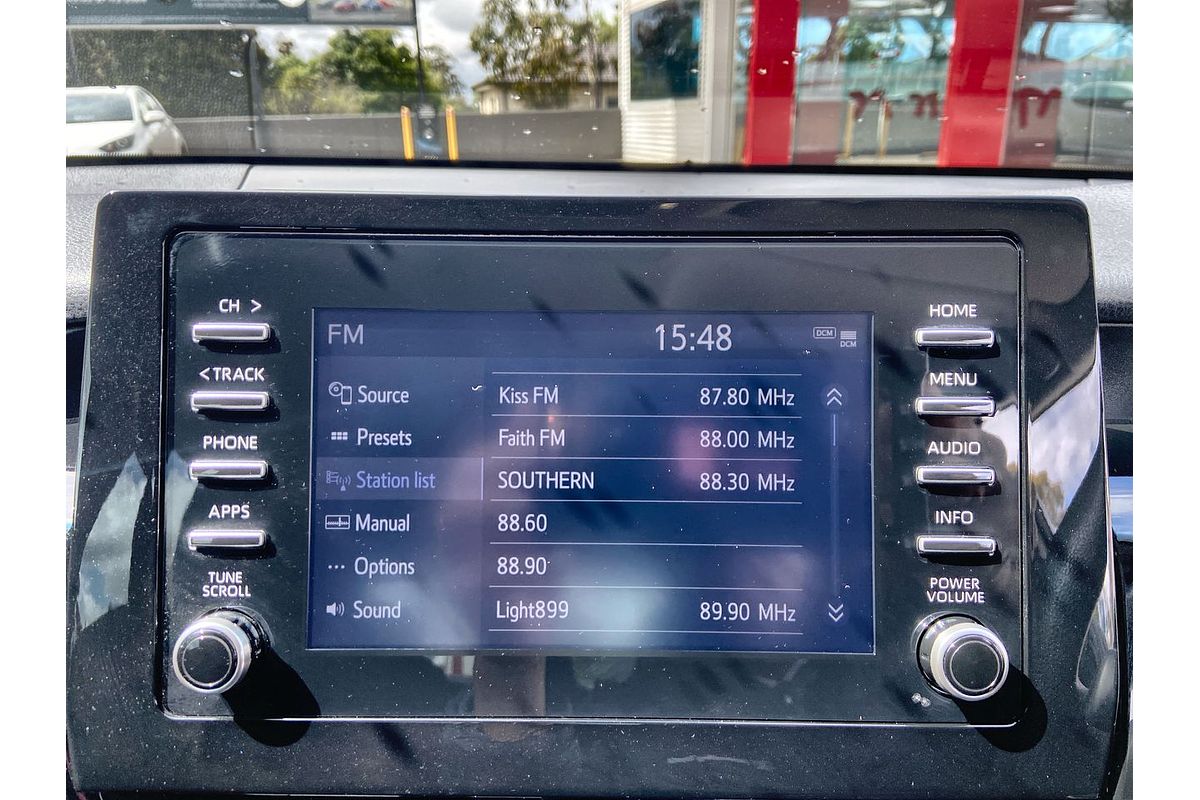 FM
15:48
DCM
DCM
CH >
<TRACK
PHONE
APPS
TUNE
SCROLL
Source
Presets
Station list
Manual
Options
Sound
Kiss FM 87.80 MHz
Faith FM 88.00 MHz
SOUTHERN 88.30 MHz
88.60
88.90
Light899 89.90 MHz
HOME
MENU
AUDIO
INFO
POWER
VOLUME